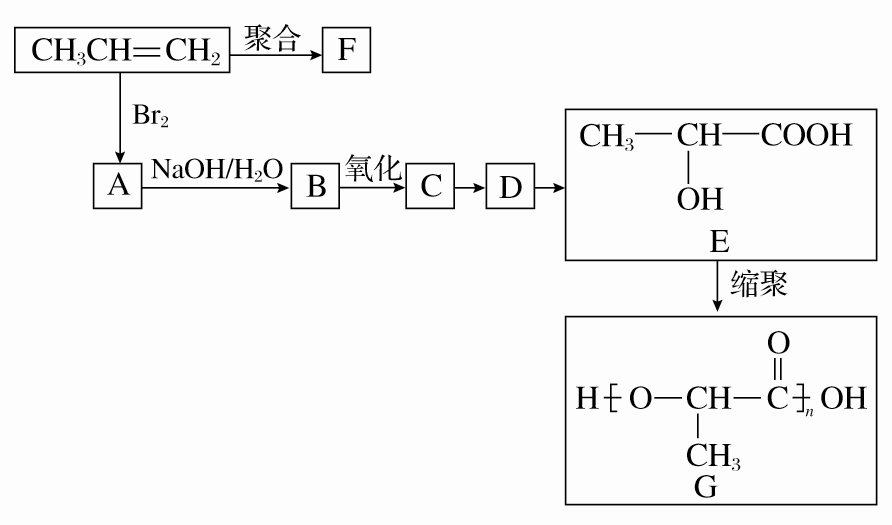 CH₃CH=CH₂ 聚合 F
Br₂
A NaOH/H₂O B 氧化 C D
CH₃—CH—COOH
OH
E
缩聚
O
H[O—CH—C]ₙOH
CH₃
G